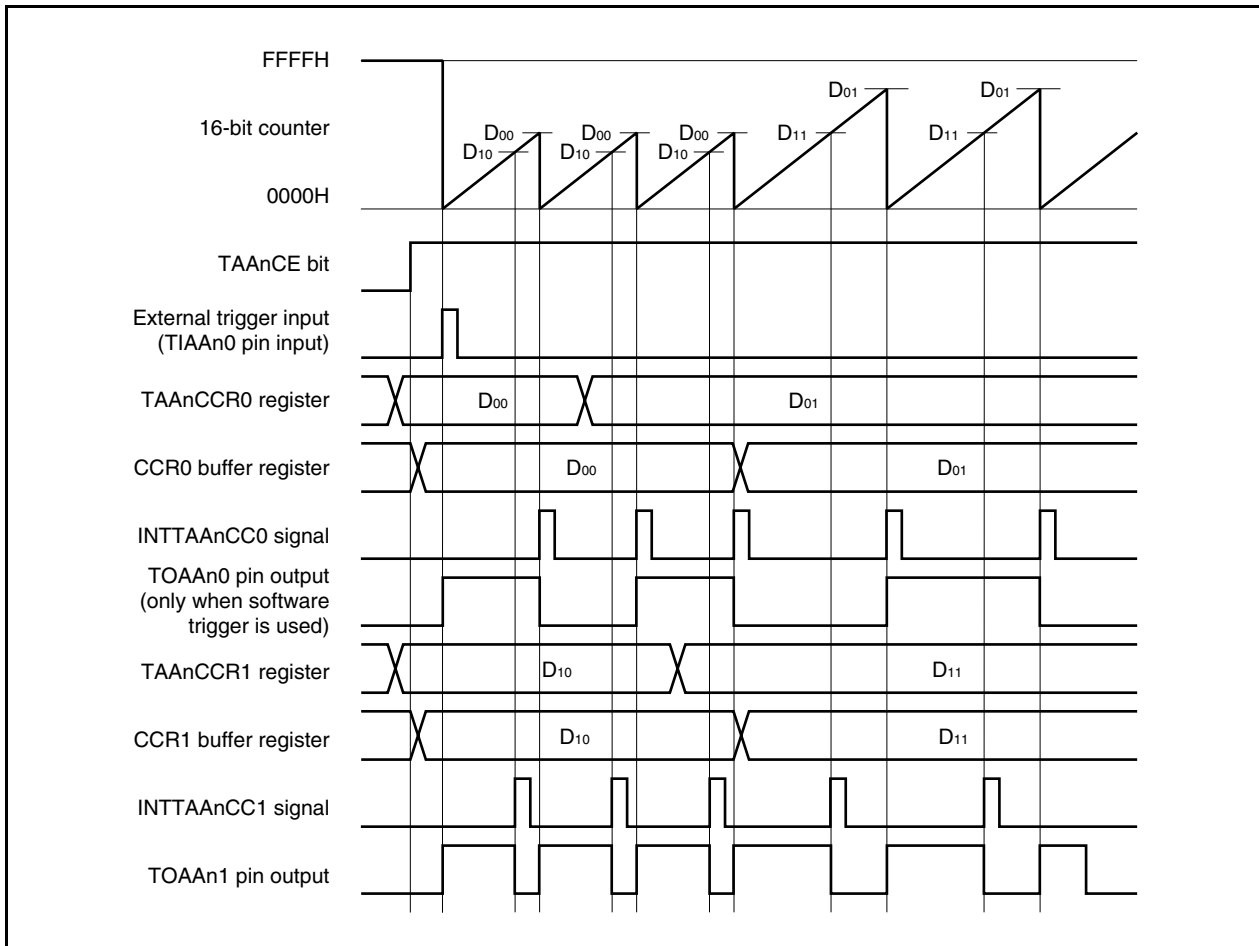 FFFFH
D01 D01
16-bit counter
D00 D00 D00 D11 D11
D10 D10 D10
0000H
TAAnCE bit
External trigger input
(TIAAn0 pin input)
TAAnCCR0 register D00 D01
CCR0 buffer register D00 D01
INTTAAnCC0 signal
TOAAn0 pin output
(only when software
trigger is used)
TAAnCCR1 register D10 D11
CCR1 buffer register D10 D11
INTTAAnCC1 signal
TOAAn1 pin output